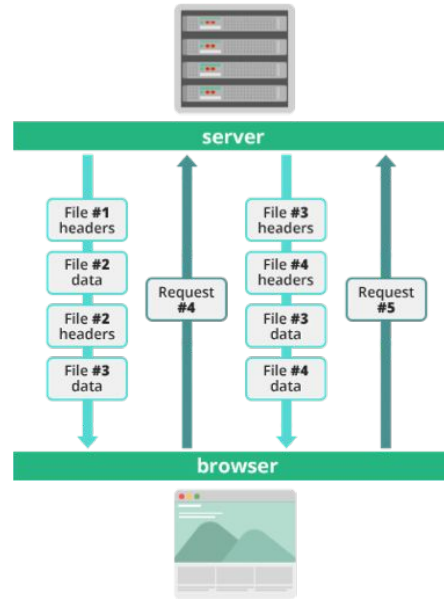 server
File #1
headers
File #2
data
File #2
headers
File #3
data
Request
#4
File #3
headers
File #4
headers
File #3
data
File #4
data
Request
#5
browser